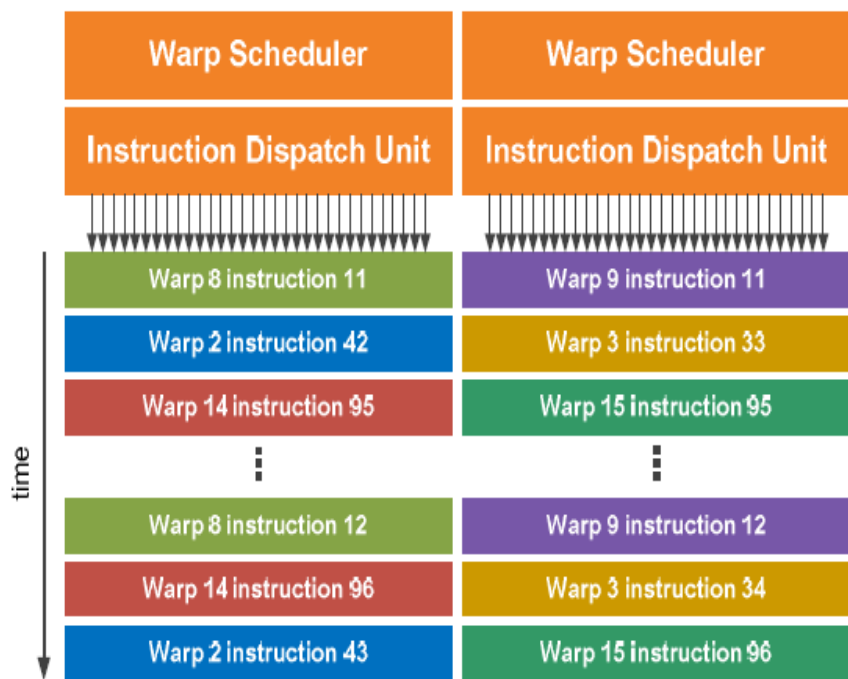 Warp Scheduler
Warp Scheduler
Instruction Dispatch Unit
Instruction Dispatch Unit
Warp 8 instruction 11
Warp 9 instruction 11
Warp 2 instruction 42
Warp 3 instruction 33
Warp 14 instruction 95
Warp 15 instruction 95
time
Warp 8 instruction 12
Warp 9 instruction 12
Warp 14 instruction 96
Warp 3 instruction 34
Warp 2 instruction 43
Warp 15 instruction 96